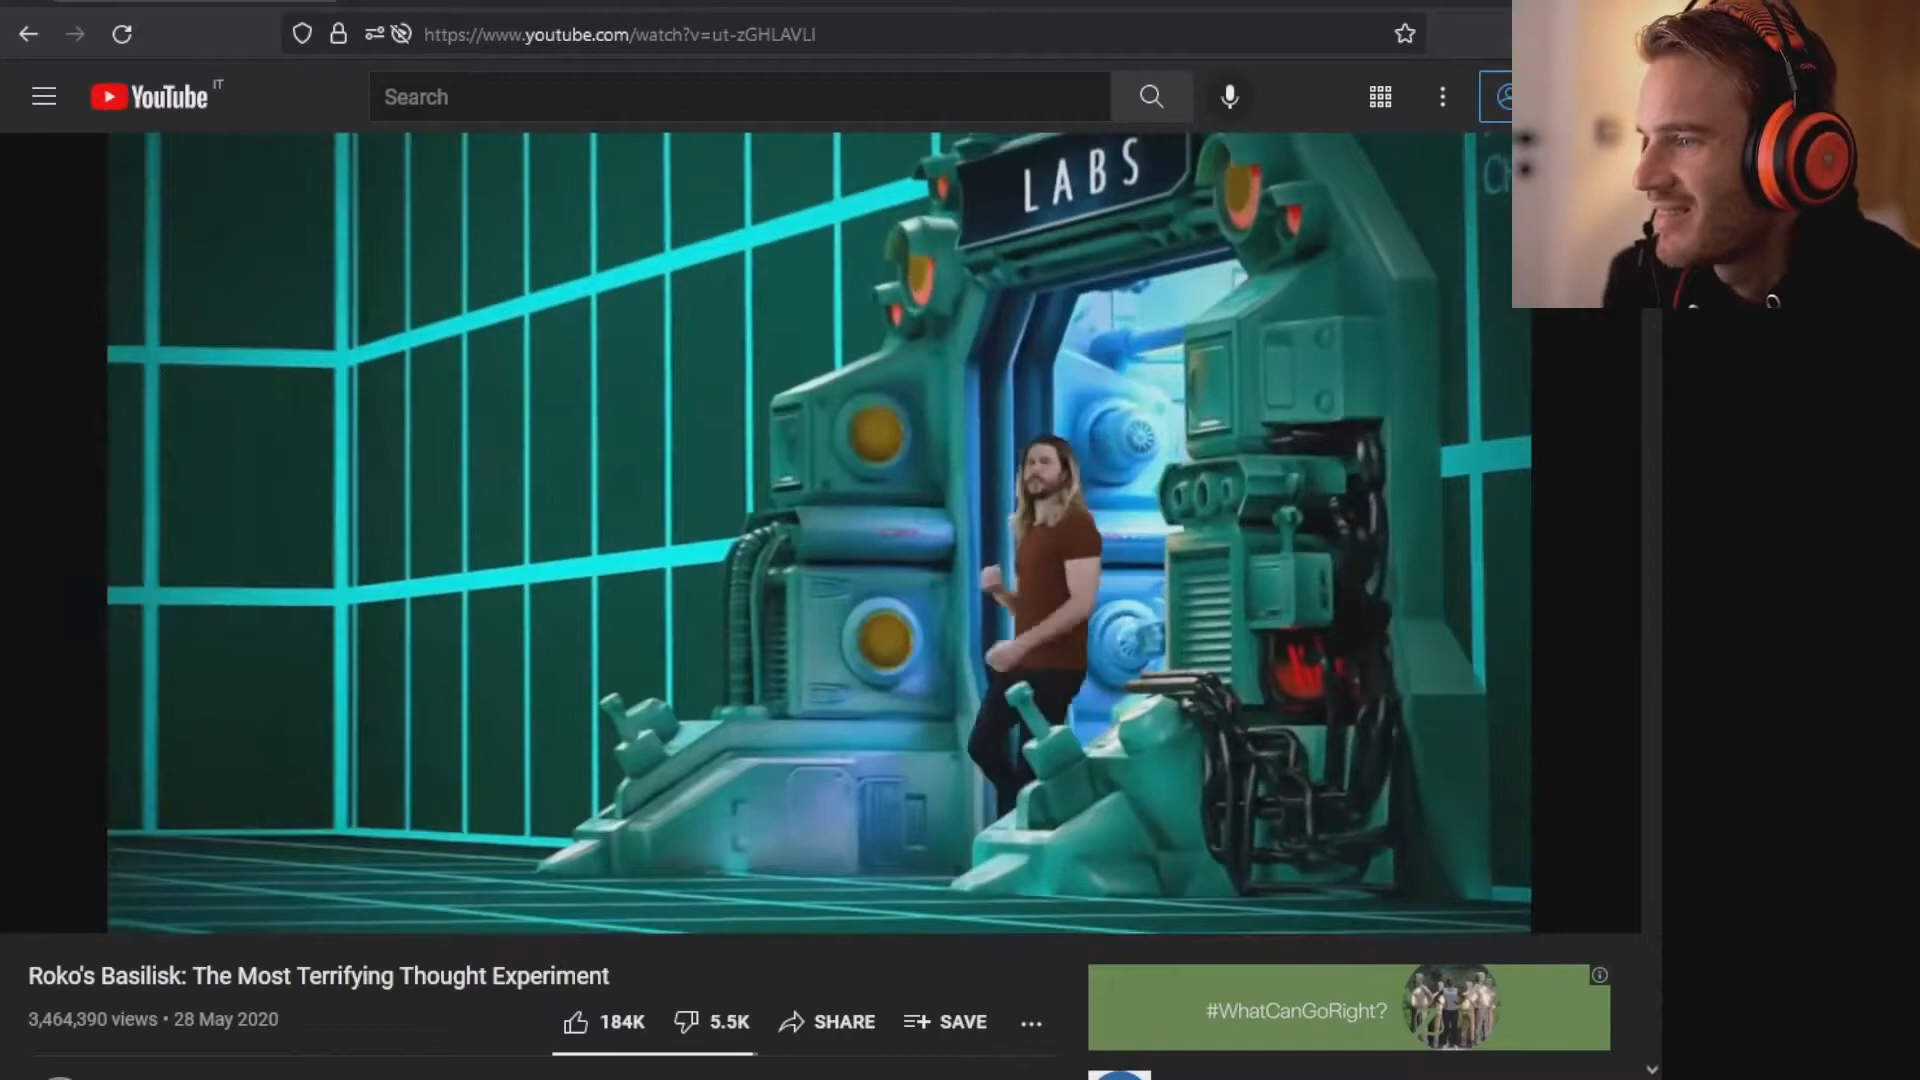 https://www.youtube.com/watch?v=ut-zGHLAVLI
YouTube IT
Search
LABS
Roko's Basilisk: The Most Terrifying Thought Experiment
3,464,390 views • 28 May 2020
184K
5.5K
SHARE
SAVE
#WhatCanGoRight?